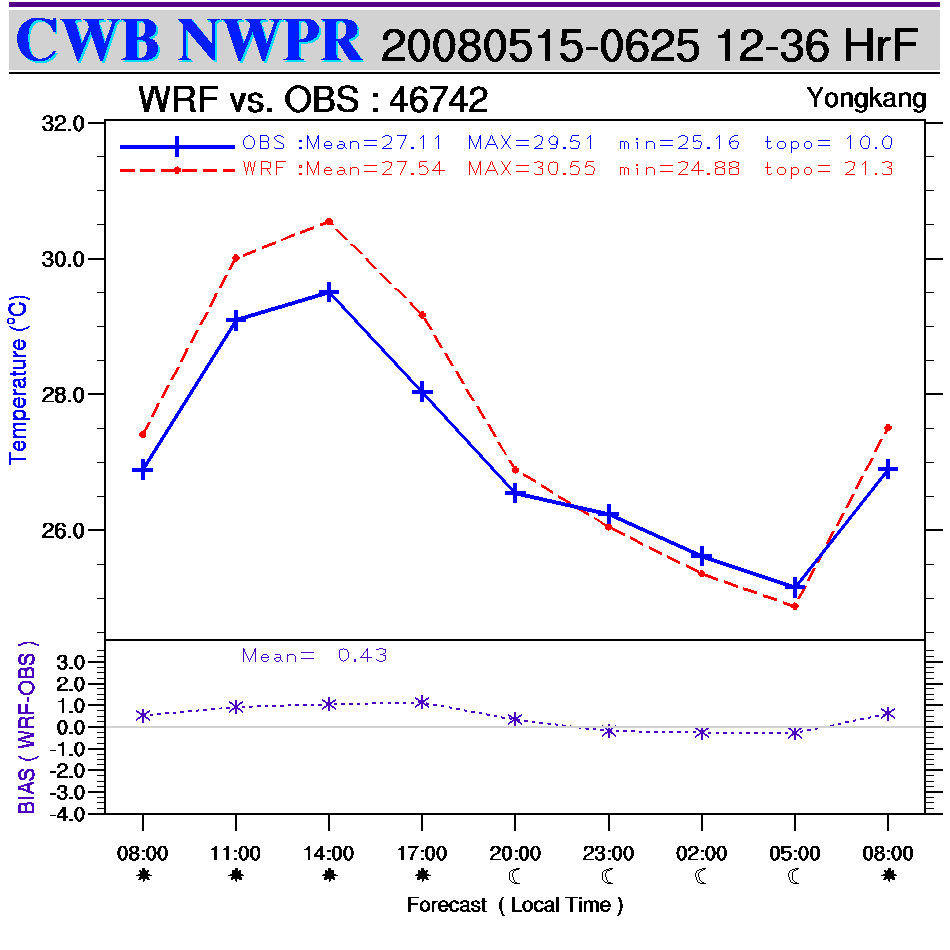 CWB NWPR 20080515-0625 12-36 HrF
WRF vs. OBS : 46742 Yongkang
32.0
OBS :Mean=27.11 MAX=29.51 min=25.16 topo= 10.0
WRF :Mean=27.54 MAX=30.55 min=24.88 topo= 21.3
30.0
28.0
26.0
Temperature (°C)
Mean= 0.43
3.0
2.0
1.0
0.0
-1.0
-2.0
-3.0
-4.0
BIAS ( WRF-OBS )
08:00 11:00 14:00 17:00 20:00 23:00 02:00 05:00 08:00
Forecast ( Local Time )